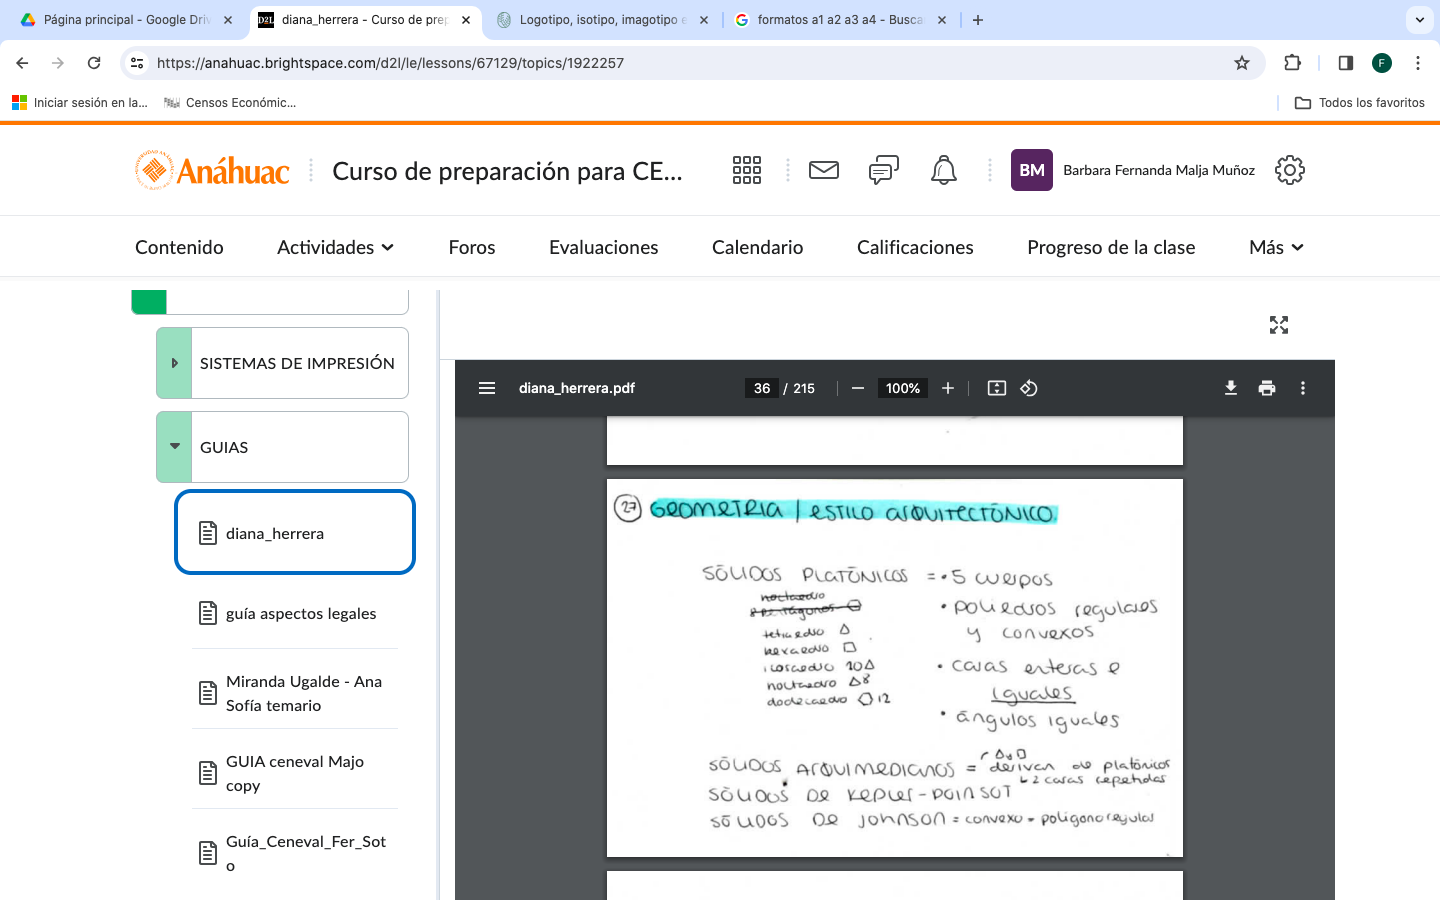 Página principal - Google Driv
diana_herrera - Curso de prep
Logotipo, isotipo, imagotipo e
formatos a1 a2 a3 a4 - Busca
https://anahuac.brightspace.com/d2l/le/lessons/67129/topics/1922257
F
Iniciar sesión en la...
Censos Económic...
Todos los favoritos
Anáhuac
Curso de preparación para CE...
BM
Barbara Fernanda Malja Muñoz
Contenido
Actividades
Foros
Evaluaciones
Calendario
Calificaciones
Progreso de la clase
Más
SISTEMAS DE IMPRESIÓN
GUIAS
diana_herrera
guía aspectos legales
Miranda Ugalde - Ana
Sofía temario
GUIA ceneval Majo
copy
Guía_Ceneval_Fer_Sot
o
diana_herrera.pdf
36 / 215
100%
27 GEOMETRIA | ESTILO ARQUITECTÓNICO.
SÓLIDOS PLATÓNICOS = • 5 cuerpos
noctaedro
tetraedro △
hexaedro □
icosaedro 20△
noctaedro △8
dodecaedro ⬠ 12
• poliedros regulares
y convexos
• caras enteras e
iguales
• ángulos iguales
SÓLIDOS ARQUIMEDIANOS = derivan de platónicos
2 caras repetidas
SÓLIDOS DE KEPLER-POINSOT
SÓLIDOS DE JOHNSON = convexo = polígono regular